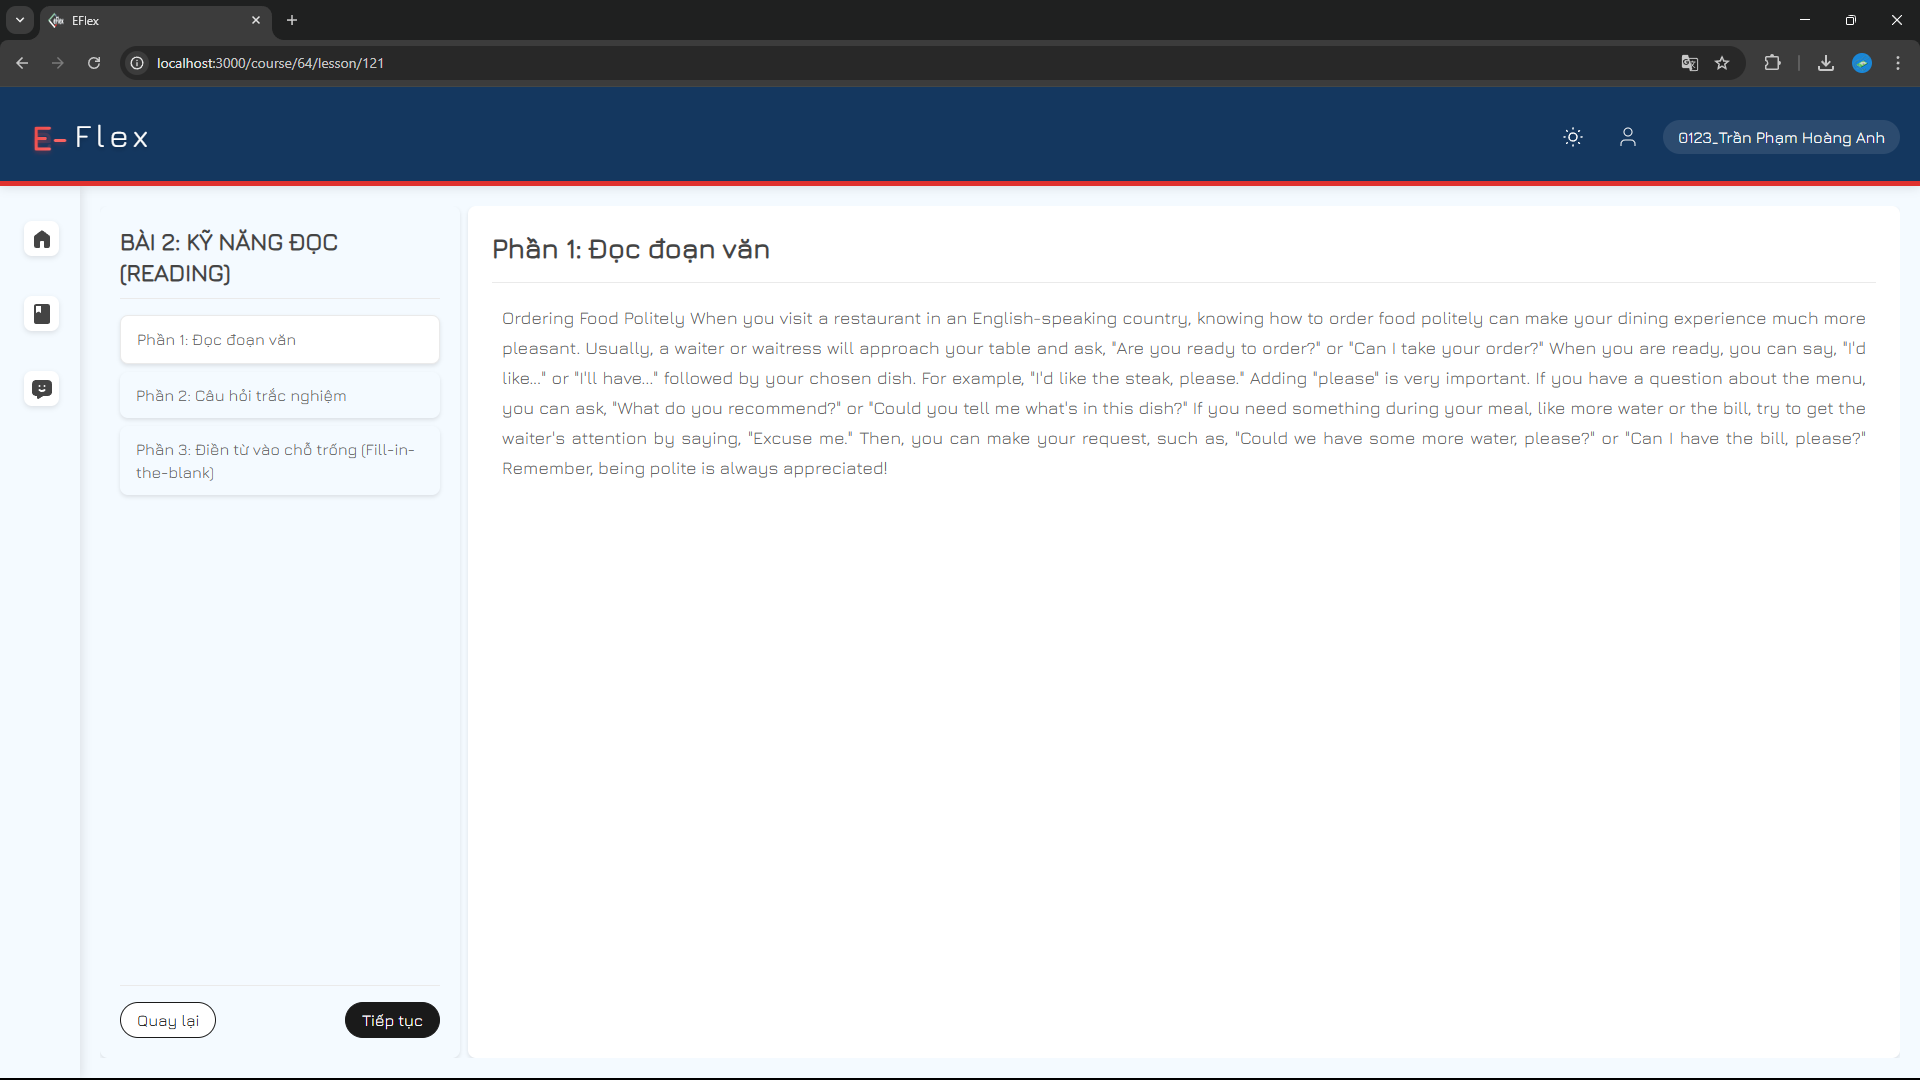 EFlex
localhost:3000/course/64/lesson/121
E-Flex
0123_Trần Phạm Hoàng Anh
BÀI 2: KỸ NĂNG ĐỌC
(READING)
Phần 1: Đọc đoạn văn
Phần 2: Câu hỏi trắc nghiệm
Phần 3: Điền từ vào chỗ trống (Fill-in-
the-blank)
Quay lại
Tiếp tục
Phần 1: Đọc đoạn văn
Ordering Food Politely When you visit a restaurant in an English-speaking country, knowing how to order food politely can make your dining experience much more
pleasant. Usually, a waiter or waitress will approach your table and ask, "Are you ready to order?" or "Can I take your order?" When you are ready, you can say, "I'd
like..." or "I'll have..." followed by your chosen dish. For example, "I'd like the steak, please." Adding "please" is very important. If you have a question about the menu,
you can ask, "What do you recommend?" or "Could you tell me what's in this dish?" If you need something during your meal, like more water or the bill, try to get the
waiter's attention by saying, "Excuse me." Then, you can make your request, such as, "Could we have some more water, please?" or "Can I have the bill, please?"
Remember, being polite is always appreciated!